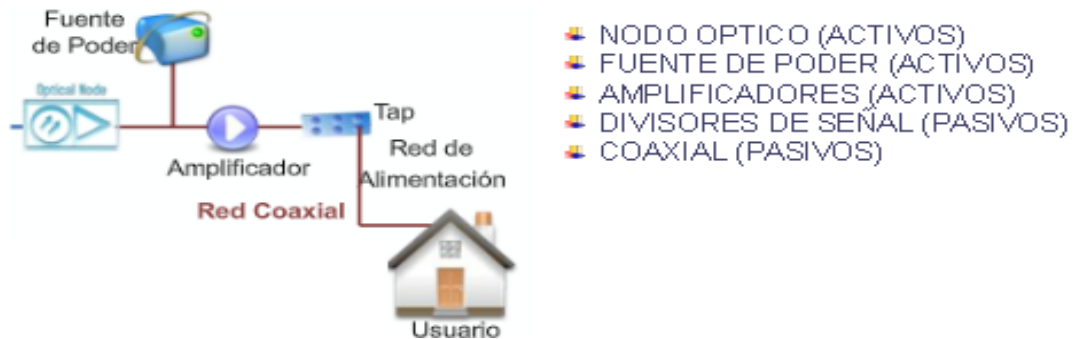 Fuente
de Poder
Optical Node
Tap
Amplificador
Red de
Alimentación
Red Coaxial
Usuario
NODO OPTICO (ACTIVOS)
FUENTE DE PODER (ACTIVOS)
AMPLIFICADORES (ACTIVOS)
DIVISORES DE SEÑAL (PASIVOS)
COAXIAL (PASIVOS)